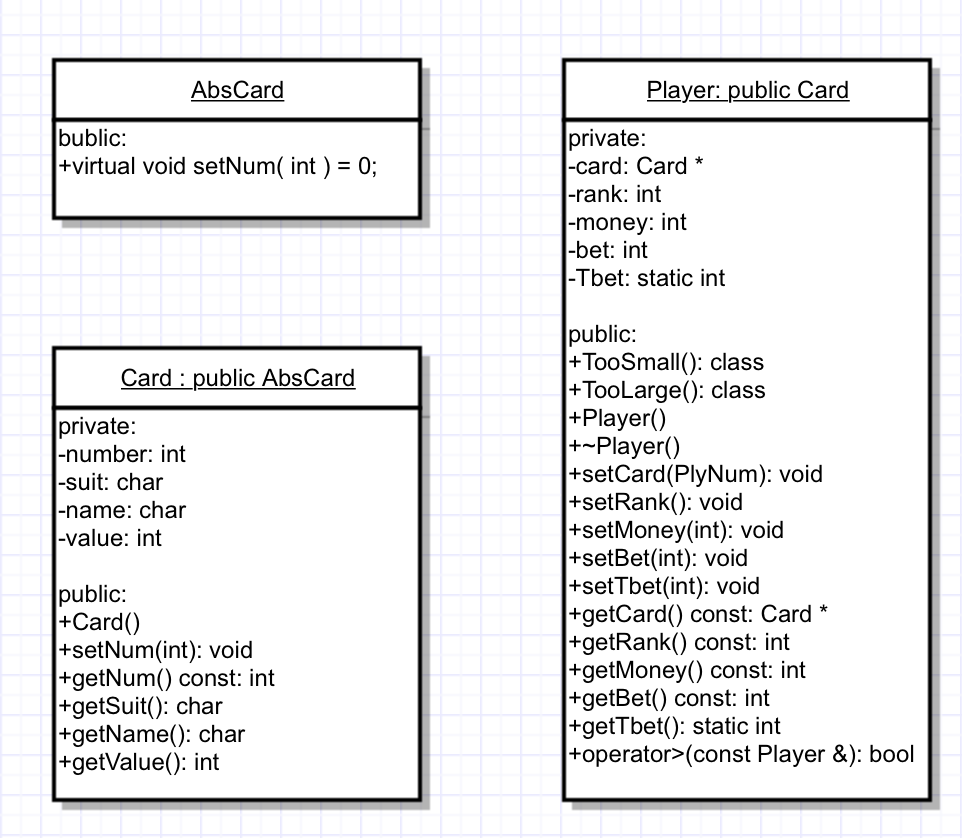 AbsCard
bublic:
+virtual void setNum( int ) = 0;
Card : public AbsCard
private:
-number: int
-suit: char
-name: char
-value: int
public:
+Card()
+setNum(int): void
+getNum() const: int
+getSuit(): char
+getName(): char
+getValue(): int
Player: public Card
private:
-card: Card *
-rank: int
-money: int
-bet: int
-Tbet: static int
public:
+TooSmall(): class
+TooLarge(): class
+Player()
+~Player()
+setCard(PlyNum): void
+setRank(): void
+setMoney(int): void
+setBet(int): void
+setTbet(int): void
+getCard() const: Card *
+getRank() const: int
+getMoney() const: int
+getBet() const: int
+getTbet(): static int
+operator>(const Player &): bool